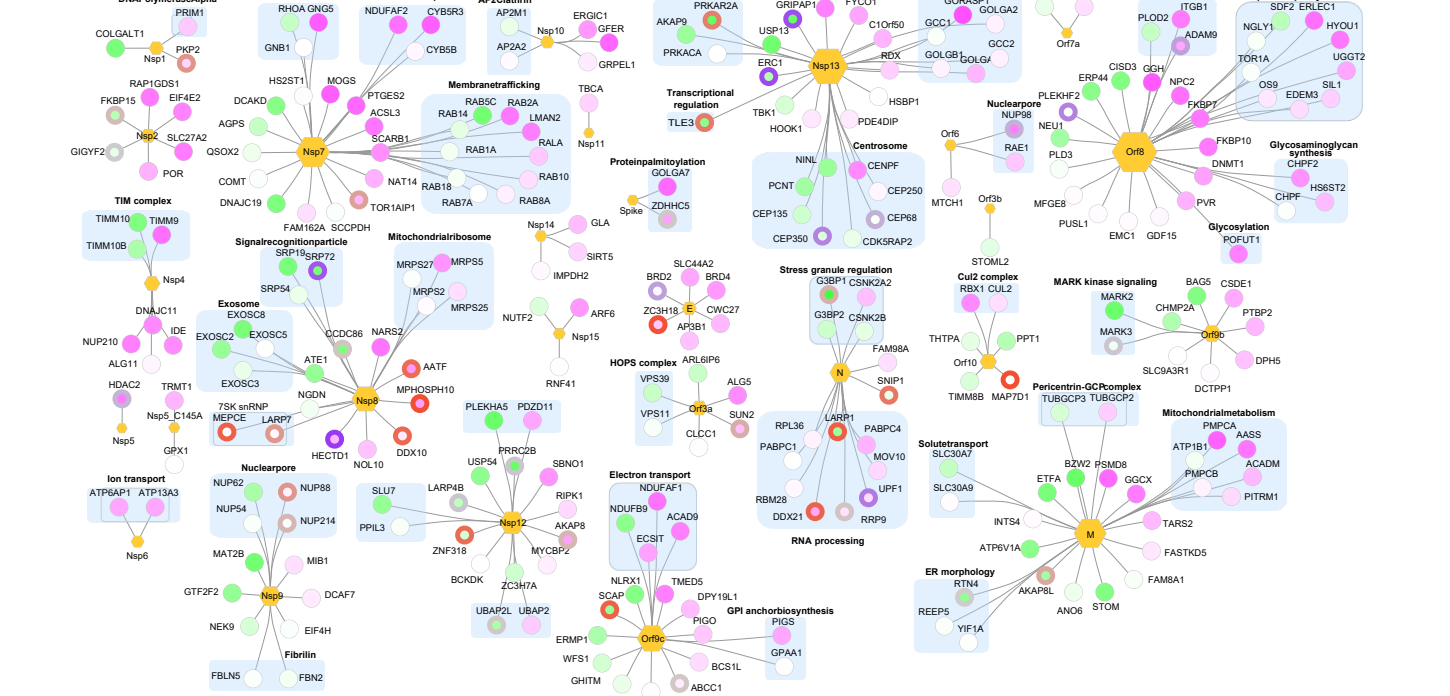 PRIM1
COLGALT1
Nsp1
PKP2
RHOA GNG5
GNB1
NDUFAF2
CYB5R3
CYB5B
AP2M1
AP2A2
Nsp10
ERGIC1
GFER
GRPEL1
PRKAR2A
AKAP9
PRKACA
GRIPAP1
USP13
ERC1
FYCO1
C1Orf50
Nsp13
RDX
GCC1
GOLGA2
GCC2
GOLGB1
Orf7a
ITGB1
PLOD2
ADAM9
SDF2 ERLEC1
NGLY1
HYOU1
TOR1A
UGGT2
OS9
EDEM3
SIL1
RAP1GDS1
FKBP15
EIF4E2
Nsp2
SLC27A2
GIGYF2
POR
HS2ST1
MOGS
DCAKD
PTGES2
AGPS
ACSL3
QSOX2
Nsp7
SCARB1
COMT
NAT14
DNAJC19
TOR1AIP1
FAM162A
SCCPDH
Membranetrafficking
RAB5C
RAB2A
RAB14
LMAN2
RAB1A
RALA
RAB18
RAB10
RAB7A
RAB8A
TBCA
Nsp11
Transcriptional
regulation
TLE3
TBK1
HOOK1
HSBP1
PDE4DIP
Centrosome
NINL
CENPF
PCNT
CEP250
CEP135
CEP68
CEP350
CDK5RAP2
Nuclearpore
NUP98
Orf6
RAE1
MTCH1
Orf3b
STOML2
CISD3
ERP44
GGH
NPC2
PLEKHF2
FKBP7
NEU1
Orf8
FKBP10
PLD3
DNMT1
MFGE8
PVR
PUSL1
EMC1
GDF15
Glycosaminoglycan
synthesis
CHPF2
HS6ST2
CHPF
Glycosylation
POFUT1
Proteinpalmitoylation
GOLGA7
Spike
ZDHHC5
TIM complex
TIMM10
TIMM9
TIMM10B
Nsp4
DNAJC11
IDE
NUP210
ALG11
Signalrecognitionparticle
SRP19
SRP72
SRP54
Mitochondrialribosome
MRPS5
MRPS27
MRPS2
MRPS25
Nsp14
GLA
SIRT5
IMPDH2
Exosome
EXOSC8
EXOSC2
EXOSC5
EXOSC3
CCDC86
NARS2
ATE1
NGDN
AATF
MPHOSPH10
Nsp8
DDX10
HECTD1
NOL10
7SK snRNP
MEPCE
LARP7
HDAC2
Nsp5
TRMT1
Nsp5_C145A
GPX1
NUTF2
ARF6
Nsp15
RNF41
SLC44A2
BRD2
BRD4
E
ZC3H18
CWC27
AP3B1
Stress granule regulation
G3BP1
CSNK2A2
G3BP2
CSNK2B
FAM98A
N
SNIP1
HOPS complex
ARL6IP6
VPS39
ALG5
Orf3a
VPS11
SUN2
CLCC1
Cul2 complex
RBX1 CUL2
THTPA
PPT1
Orf10
TIMM8B
MAP7D1
MARK kinase signaling
MARK2
MARK3
BAG5
CSDE1
CHMP2A
PTBP2
Orf9b
SLC9A3R1
DPH5
DCTPP1
LARP1
RPL36
PABPC4
PABPC1
MOV10
RBM28
UPF1
DDX21
RRP9
RNA processing
Pericentrin-GCPcomplex
TUBGCP3
TUBGCP2
Mitochondrialmetabolism
PMPCA
AASS
ATP1B1
ACADM
PMPCB
PITRM1
Solutetransport
SLC30A7
SLC30A9
BZW2
PSMD8
ETFA
GGCX
INTS4
M
TARS2
ATP6V1A
FASTKD5
AKAP8L
FAM8A1
ANO6
STOM
ER morphology
RTN4
REEP5
YIF1A
Ion transport
ATP6AP1
ATP13A3
Nsp6
Nuclearpore
NUP62
NUP88
NUP54
NUP214
MAT2B
MIB1
GTF2F2
Nsp9
DCAF7
NEK9
EIF4H
Fibrilin
FBLN5
FBN2
PLEKHA5
PDZD11
PRRC2B
USP54
SBNO1
SLU7
LARP4B
RIPK1
PPIL3
Nsp12
AKAP8
ZNF318
MYCBP2
BCKDK
ZC3H7A
UBAP2L
UBAP2
Electron transport
NDUFAF1
NDUFB9
ACAD9
ECSIT
NLRX1
TMED5
SCAP
DPY19L1
PIGO
ERMP1
Orf9c
WFS1
BCS1L
GHITM
ABCC1
GPI anchorbiosynthesis
PIGS
GPAA1